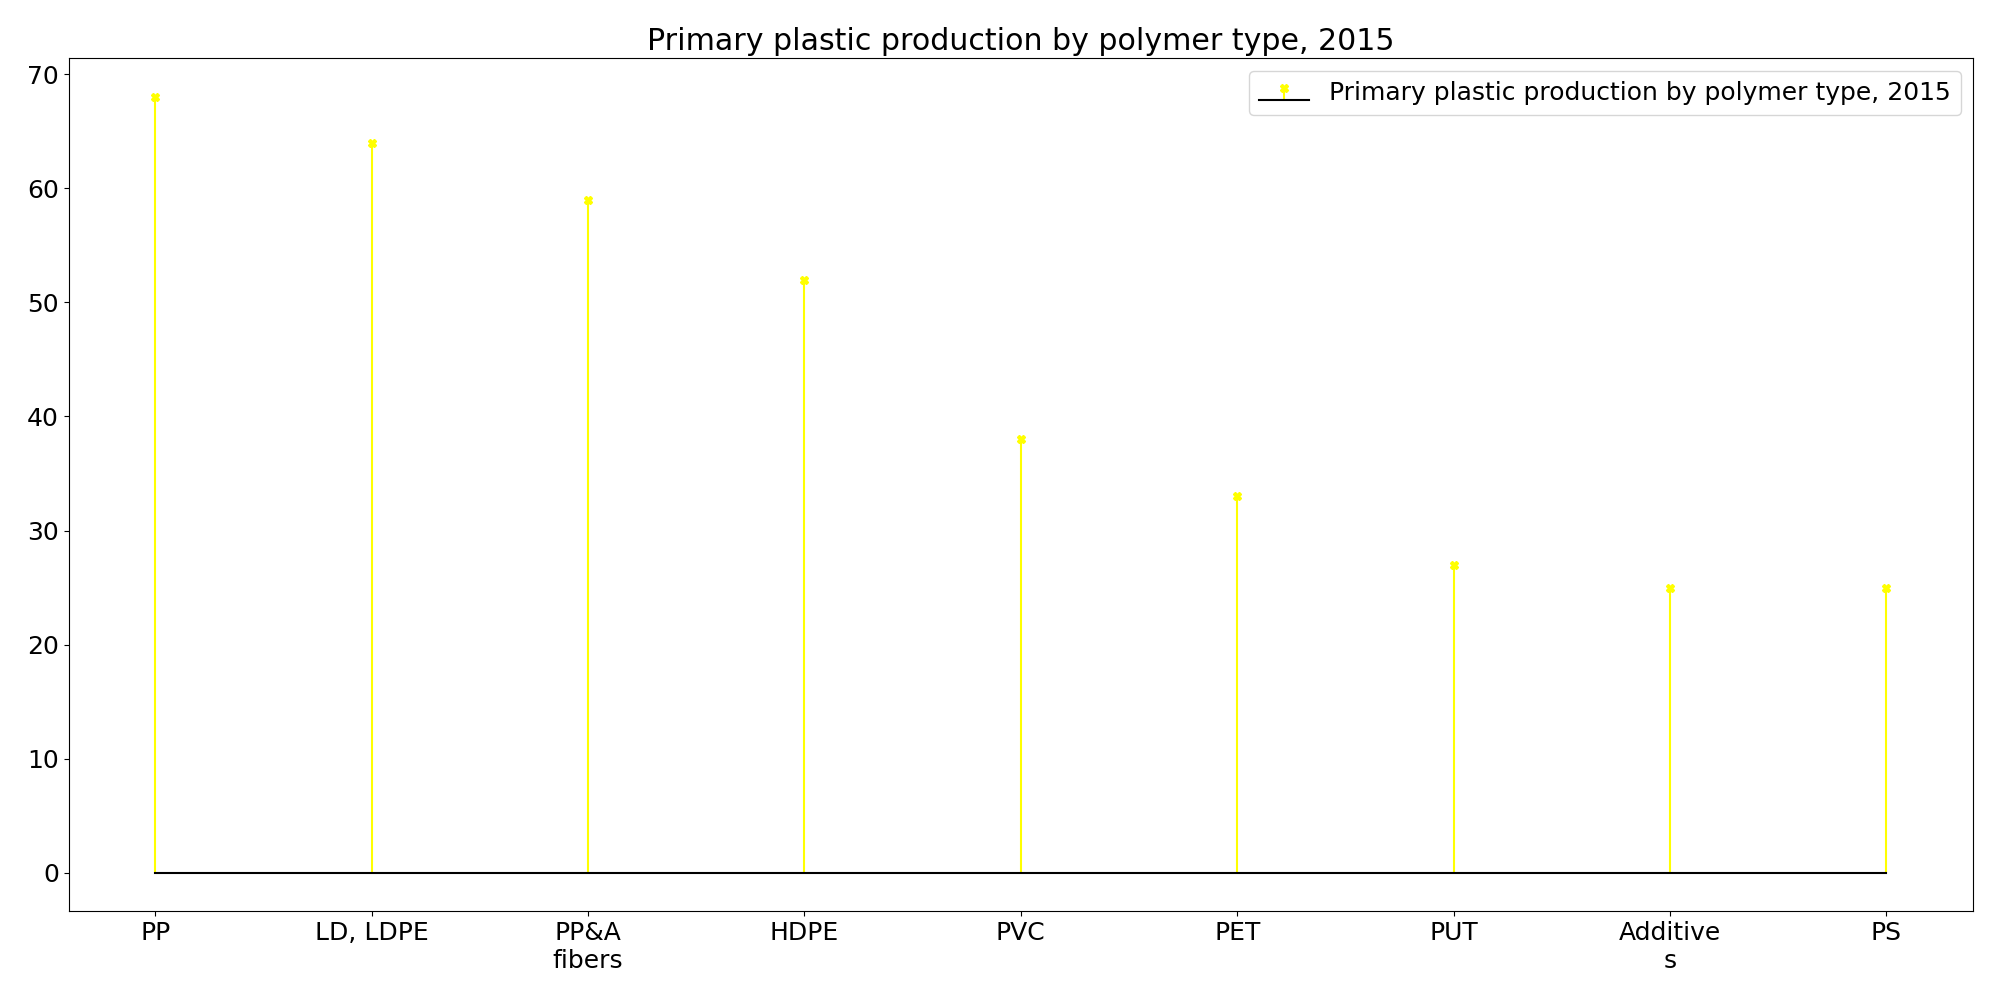 Primary plastic production by polymer type, 2015
Primary plastic production by polymer type, 2015
70
60
50
40
30
20
10
0
PP
LD, LDPE
PP&A
fibers
HDPE
PVC
PET
PUT
Additive
s
PS